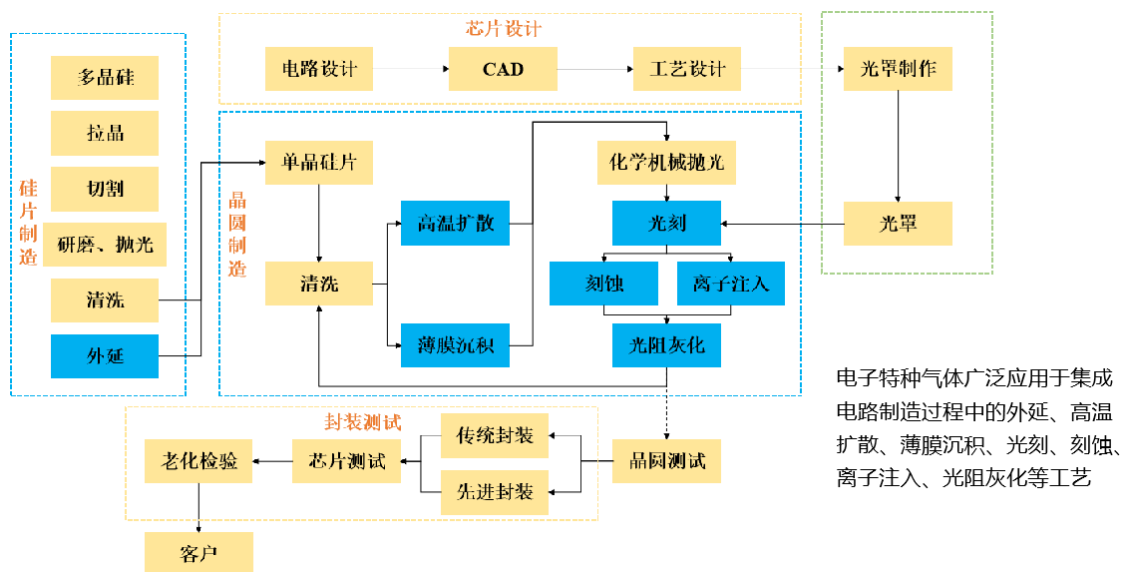 芯片设计
电路设计
CAD
工艺设计
光罩制作
光罩
硅片制造
多晶硅
拉晶
切割
研磨、抛光
清洗
外延
晶圆制造
单晶硅片
清洗
高温扩散
薄膜沉积
化学机械抛光
光刻
刻蚀
离子注入
光阻灰化
封装测试
晶圆测试
传统封装
先进封装
芯片测试
老化检验
客户
电子特种气体广泛应用于集成
电路制造过程中的外延、高温
扩散、薄膜沉积、光刻、刻蚀、
离子注入、光阻灰化等工艺